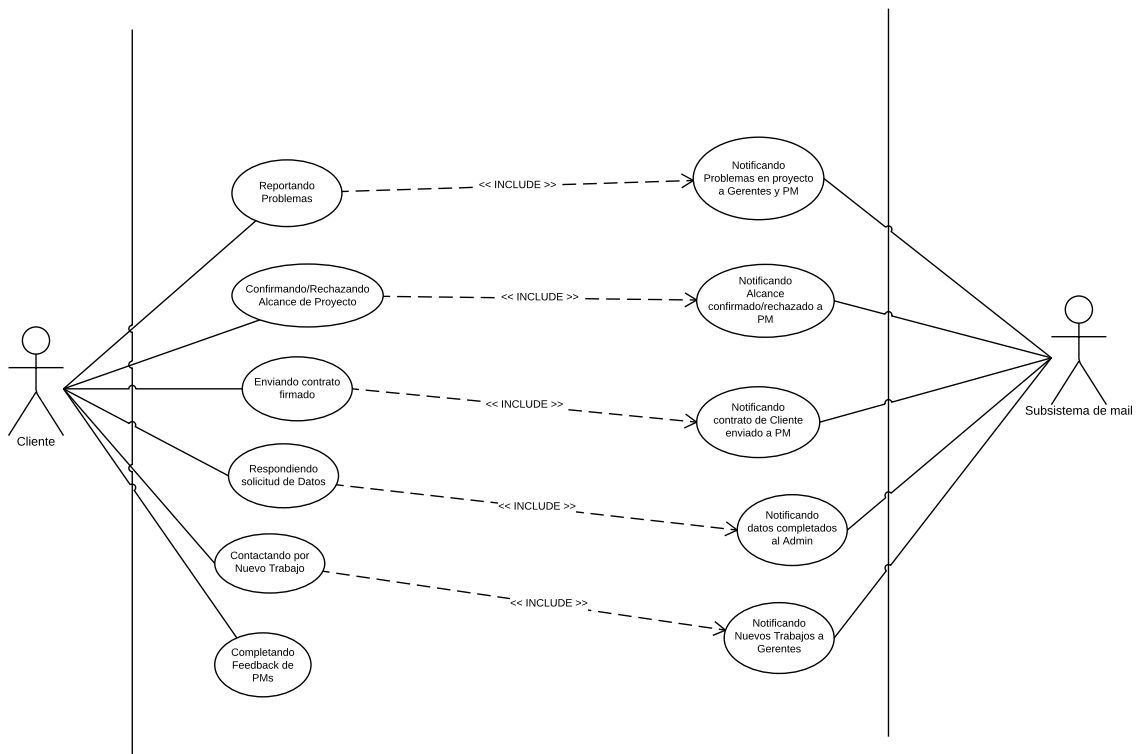 Reportando
Problemas
<< INCLUDE >>
Notificando
Problemas en proyecto
a Gerentes y PM
Confirmando/Rechazando
Alcance de Proyecto
<< INCLUDE >>
Notificando
Alcance
confirmado/rechazado a
PM
Enviando contrato
firmado
<< INCLUDE >>
Notificando
contrato de Cliente
enviado a PM
Cliente
Subsistema de mail
Respondiendo
solicitud de Datos
<< INCLUDE >>
Notificando
datos completados
al Admin
Contactando por
Nuevo Trabajo
<< INCLUDE >>
Notificando
Nuevos Trabajos a
Gerentes
Completando
Feedback de
PMs